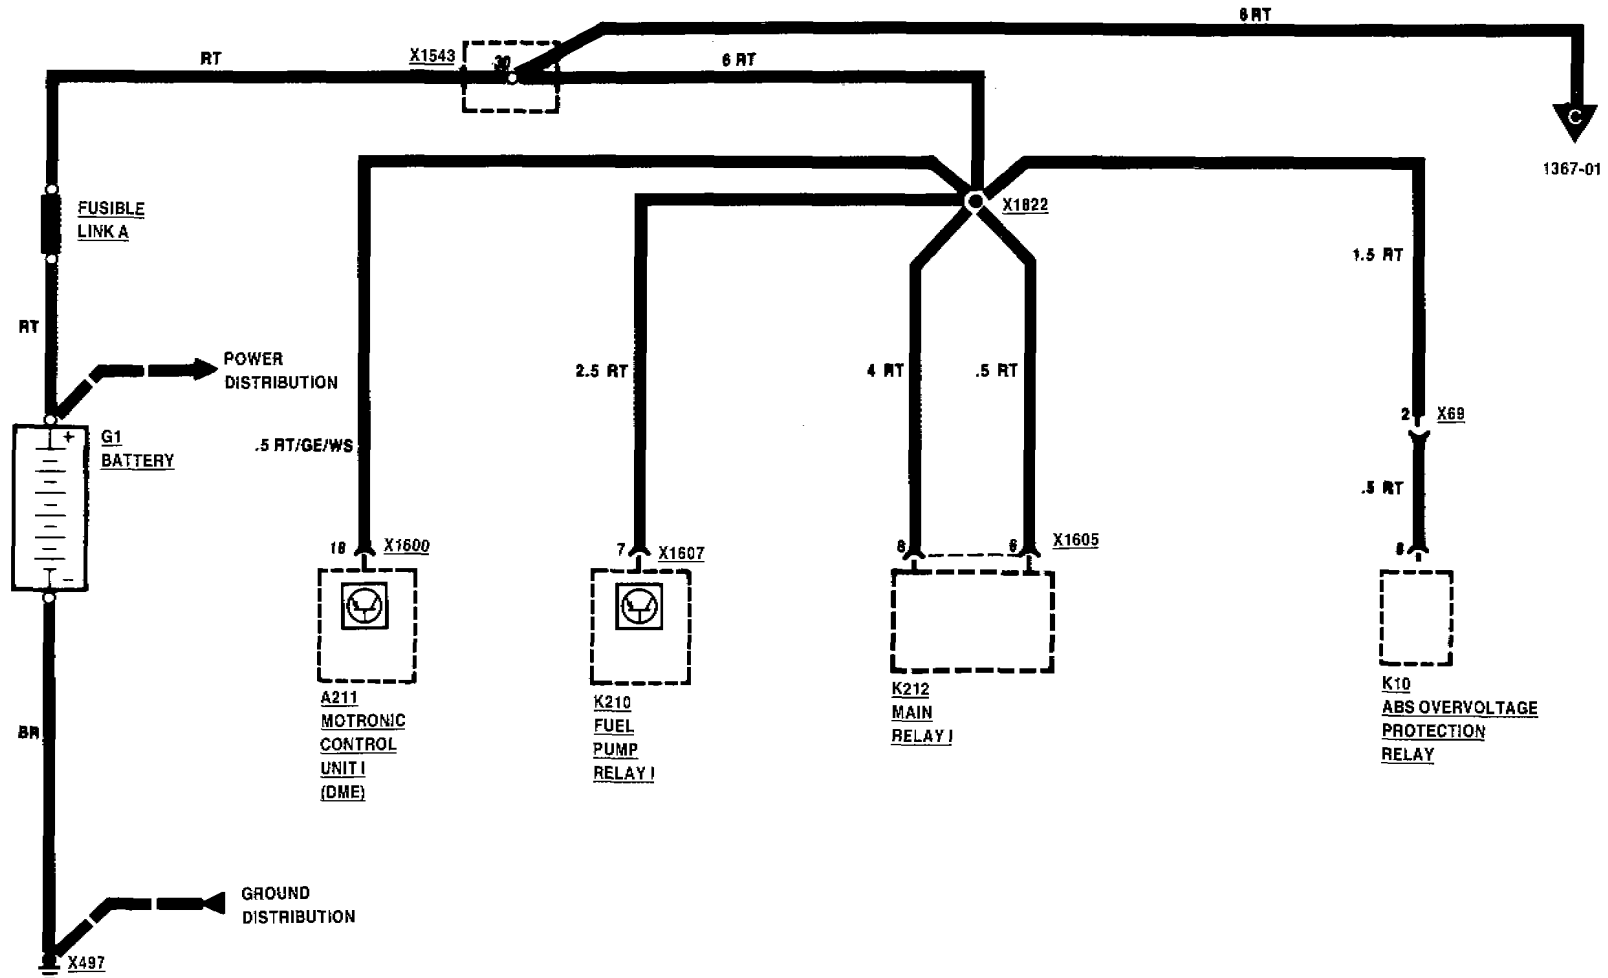 6 RT
RT
X1543
30
6 RT
C
1367-01
FUSIBLE
LINK A
X1822
1.5 RT
RT
POWER
DISTRIBUTION
2.5 RT
4 RT
.5 RT
2
X69
G1
BATTERY
+
-
.5 RT/GE/WS
.5 RT
18
X1600
7
X1607
8
6
X1605
8
A211
MOTRONIC
CONTROL
UNIT I
(DME)
K210
FUEL
PUMP
RELAY I
K212
MAIN
RELAY I
K10
ABS OVERVOLTAGE
PROTECTION
RELAY
BR
GROUND
DISTRIBUTION
X497